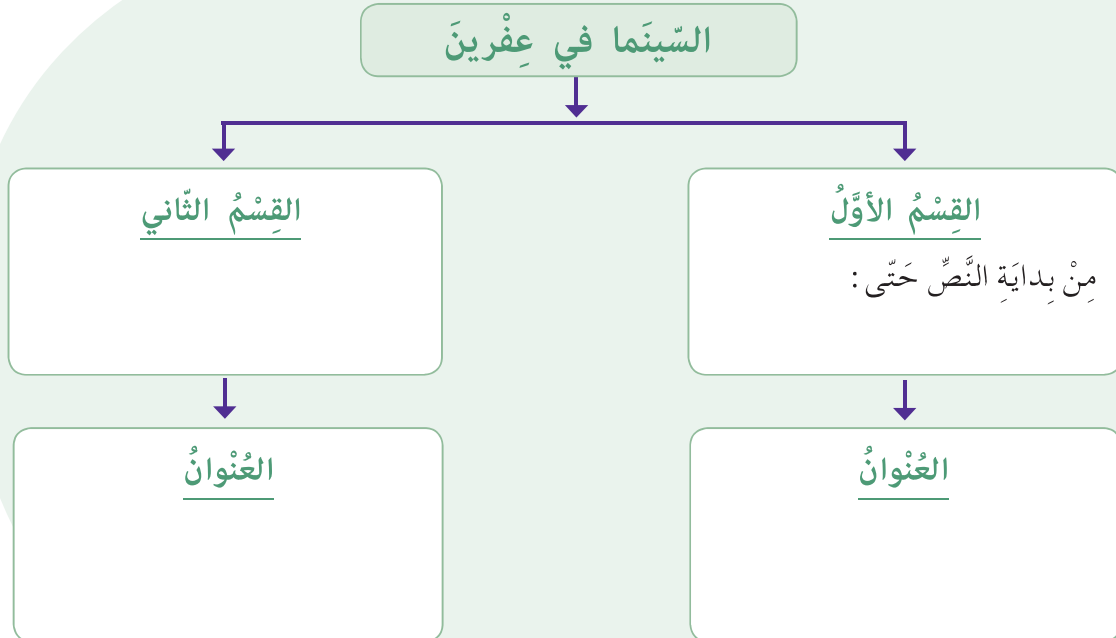 السّينَما في عِفْرينَ
القِسْمُ الأوَّلُ
مِنْ بِدايَةِ النَّصِّ حَتّى :
القِسْمُ الثّاني
العُنْوانُ
العُنْوانُ